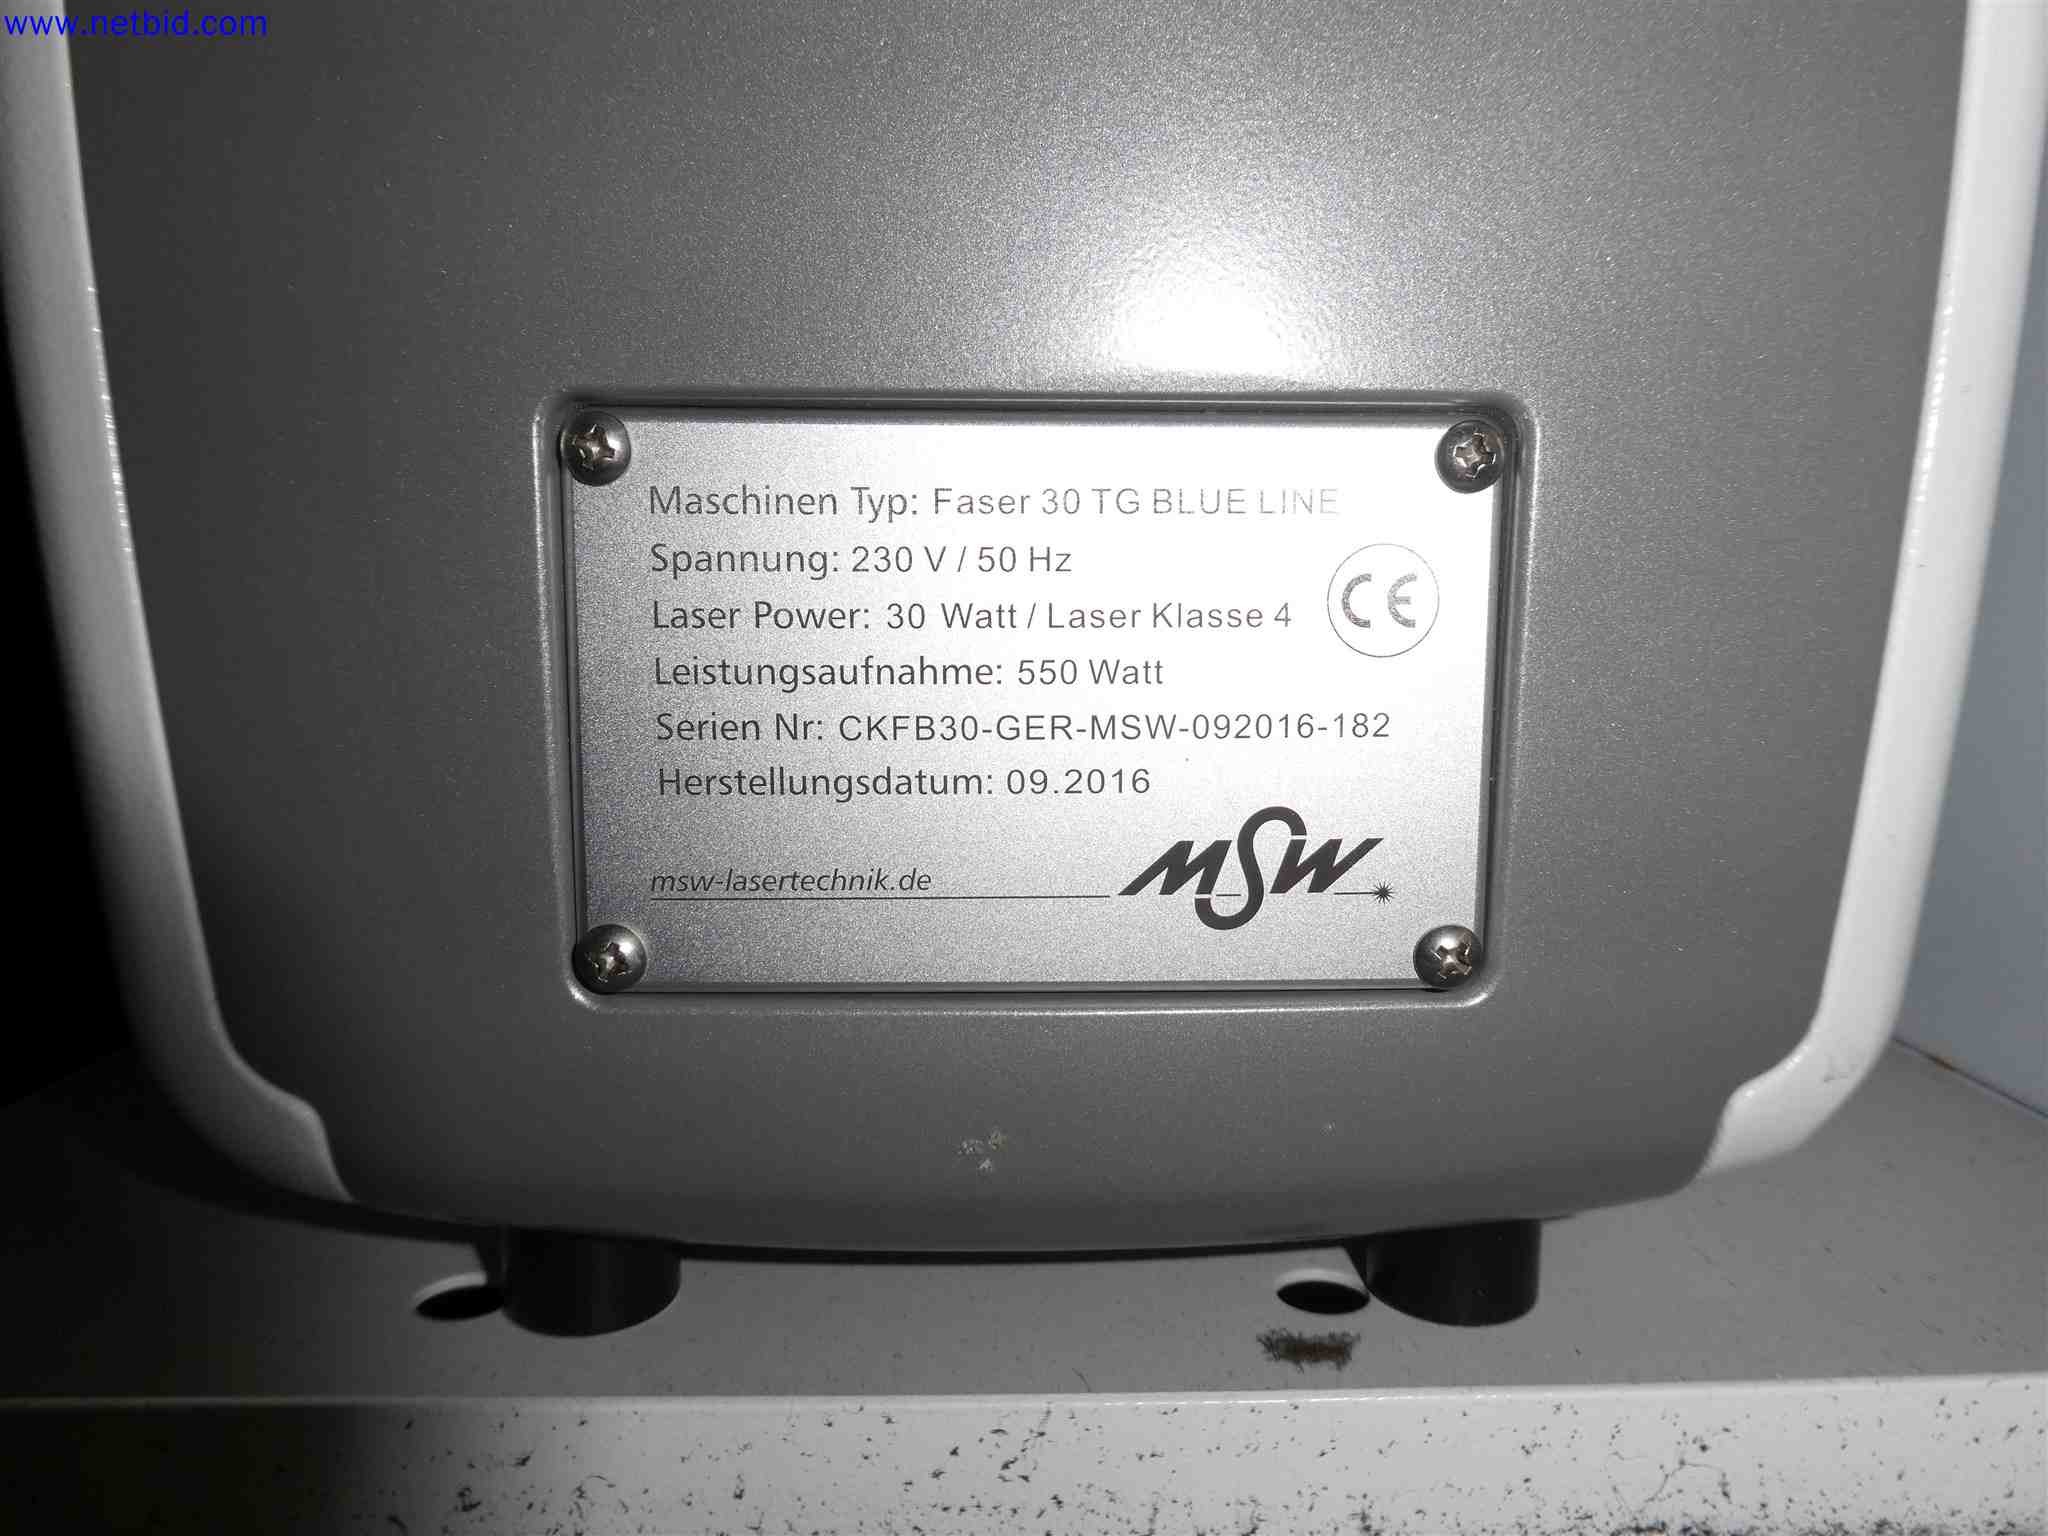 www.netbid.com
Maschinen Typ: Faser 30 TG BLUE LINE
Spannung: 230 V / 50 Hz
CE
Laser Power: 30 Watt / Laser Klasse 4
Leistungsaufnahme: 550 Watt
Serien Nr: CKFB30-GER-MSW-092016-182
Herstellungsdatum: 09.2016
msw-lasertechnik.de
MSW